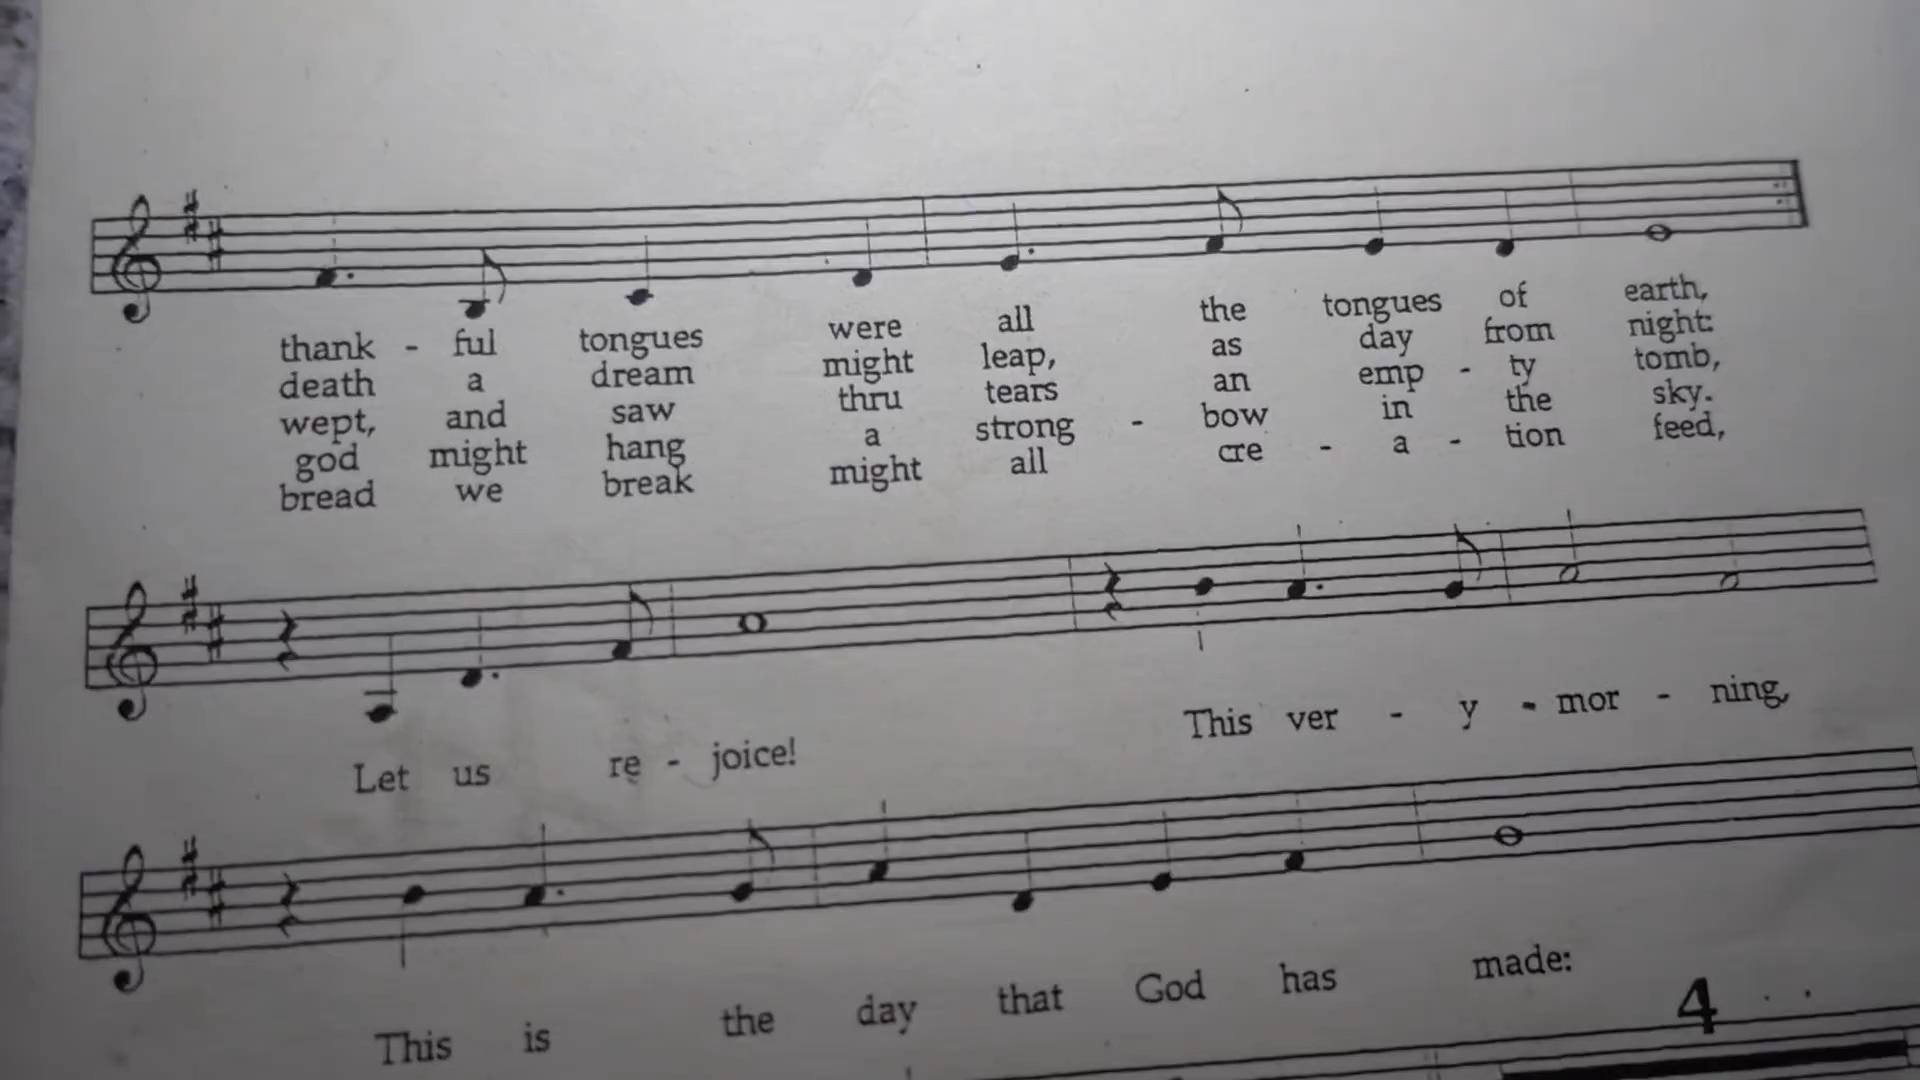 thank - ful tongues were all the tongues of earth,
death a dream might leap, as day from night:
wept, and saw thru tears an emp - ty tomb,
god might hang a strong - bow in the sky.
bread we break might all cre - a - tion feed,
Let us re - joice! This ver - y - mor - ning,
This is the day that God has made:
4